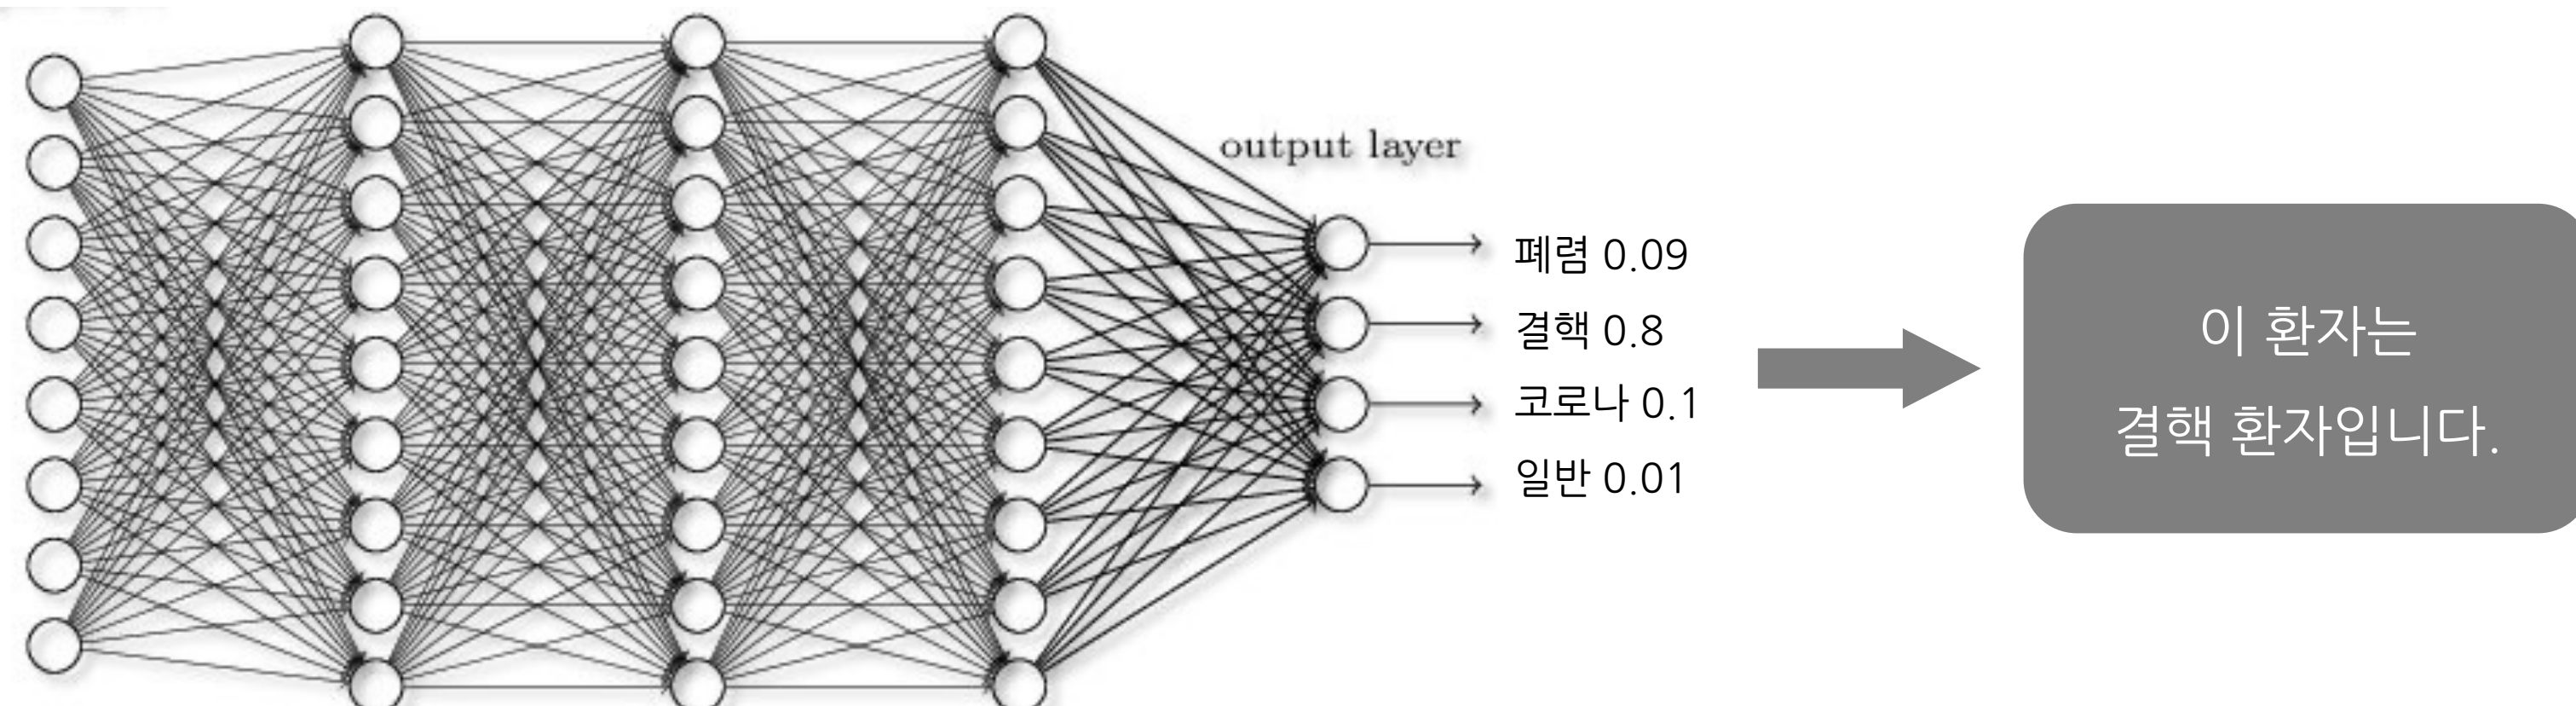 output layer
폐렴 0.09
결핵 0.8
코로나 0.1
일반 0.01
이 환자는
결핵 환자입니다.